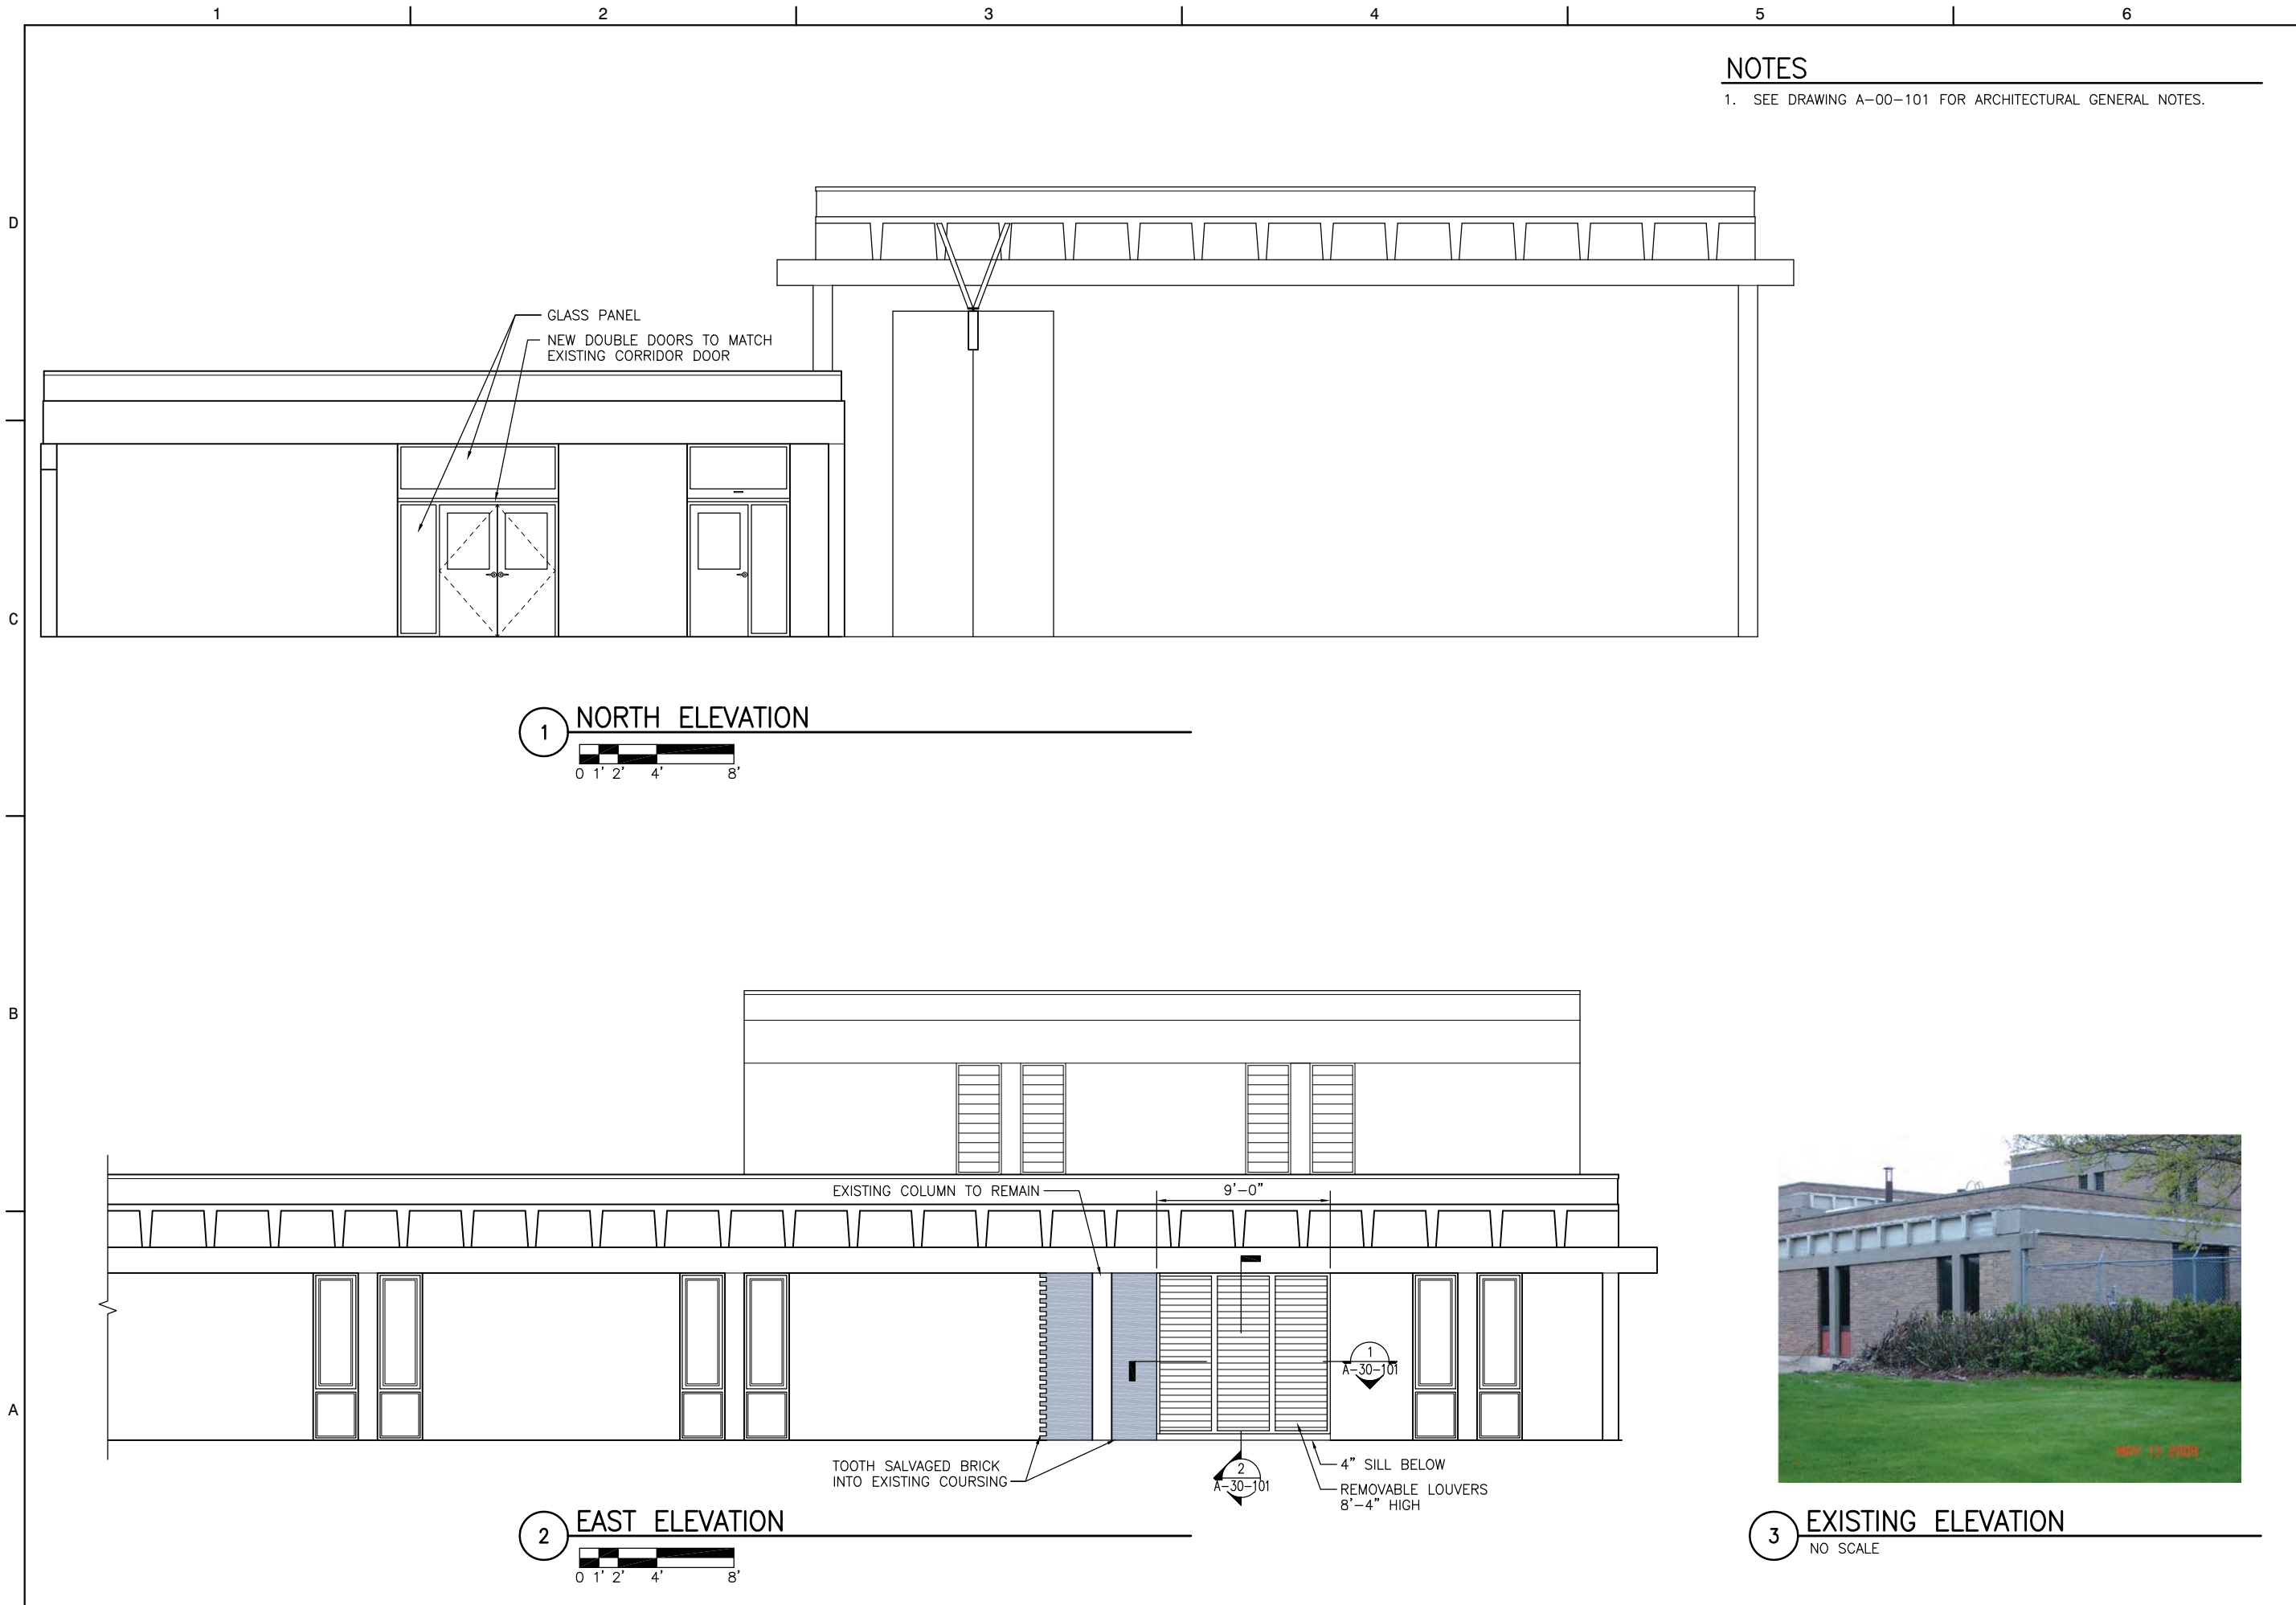 1 2 3 4 5 6
NOTES
1. SEE DRAWING A-00-101 FOR ARCHITECTURAL GENERAL NOTES.
D
GLASS PANEL
NEW DOUBLE DOORS TO MATCH
EXISTING CORRIDOR DOOR
C
1 NORTH ELEVATION
0 1' 2' 4' 8'
B
EXISTING COLUMN TO REMAIN
9'-0"
1
A-30-101
A
TOOTH SALVAGED BRICK
INTO EXISTING COURSING
2
A-30-101
4" SILL BELOW
REMOVABLE LOUVERS
8'-4" HIGH
2 EAST ELEVATION
0 1' 2' 4' 8'
3 EXISTING ELEVATION
NO SCALE